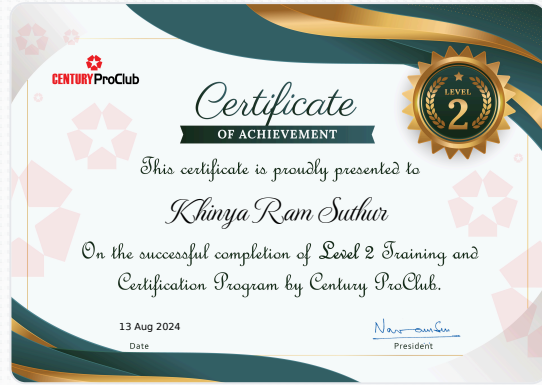 CENTURY ProClub
Certificate
OF ACHIEVEMENT
LEVEL
2
This certificate is proudly presented to
Khinya Ram Suthur
On the successful completion of Level 2 Training and
Certification Program by Century ProClub.
13 Aug 2024
Date
President